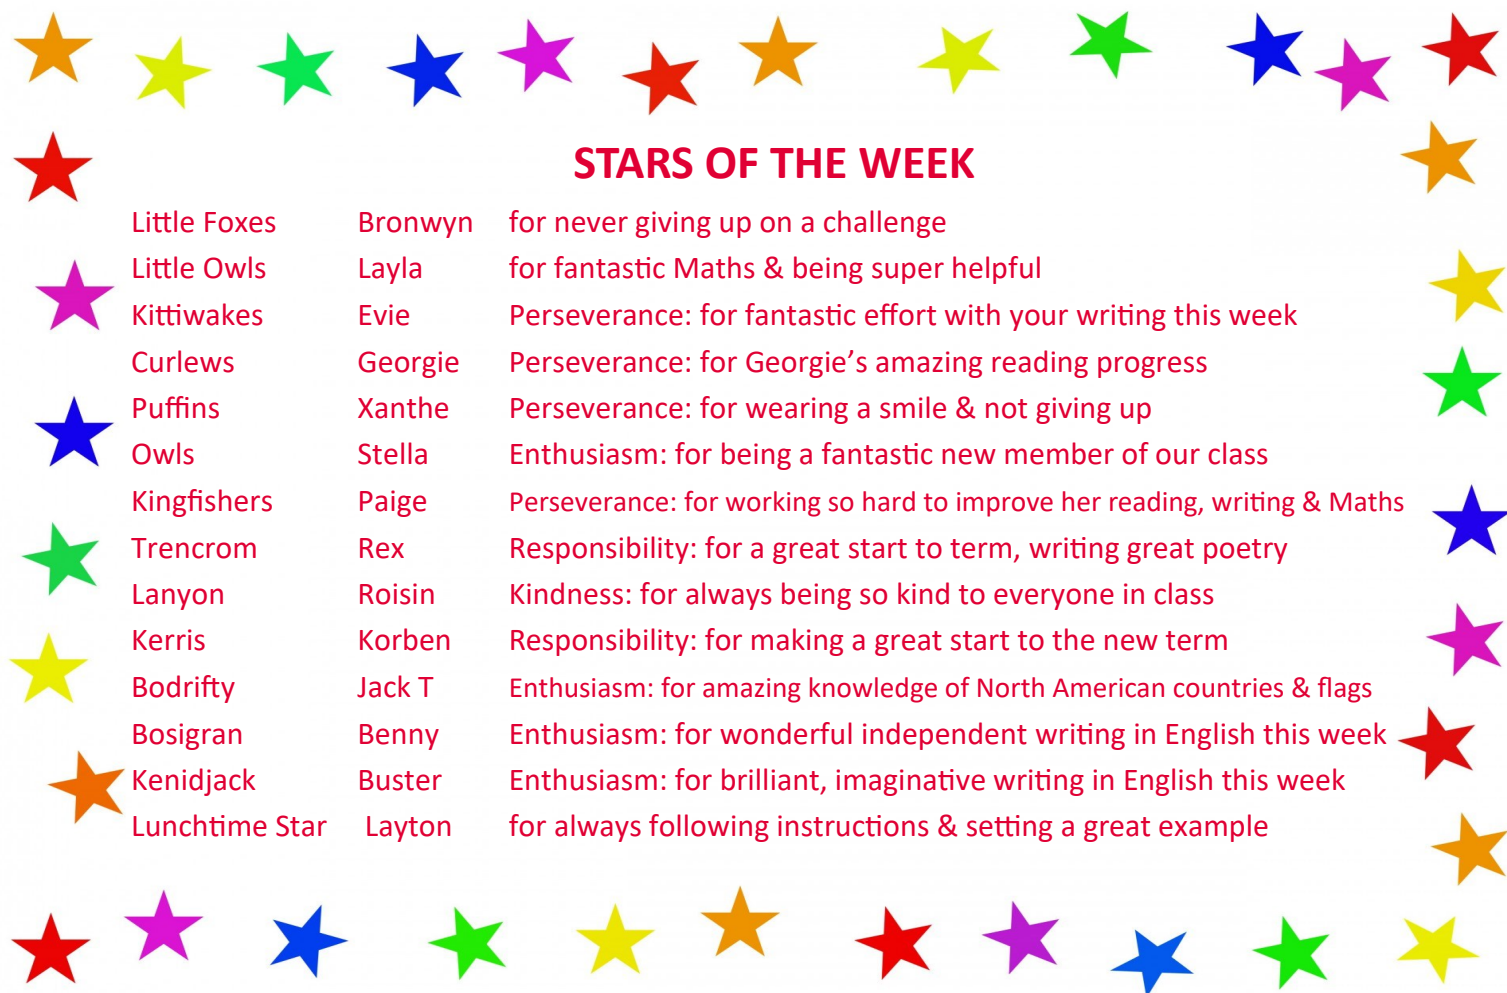 STARS OF THE WEEK
Little Foxes Bronwyn for never giving up on a challenge
Little Owls Layla for fantastic Maths & being super helpful
Kittiwakes Evie Perseverance: for fantastic effort with your writing this week
Curlews Georgie Perseverance: for Georgie’s amazing reading progress
Puffins Xanthe Perseverance: for wearing a smile & not giving up
Owls Stella Enthusiasm: for being a fantastic new member of our class
Kingfishers Paige Perseverance: for working so hard to improve her reading, writing & Maths
Trencrom Rex Responsibility: for a great start to term, writing great poetry
Lanyon Roisin Kindness: for always being so kind to everyone in class
Kerris Korben Responsibility: for making a great start to the new term
Bodrifty Jack T Enthusiasm: for amazing knowledge of North American countries & flags
Bosigran Benny Enthusiasm: for wonderful independent writing in English this week
Kenidjack Buster Enthusiasm: for brilliant, imaginative writing in English this week
Lunchtime Star Layton for always following instructions & setting a great example